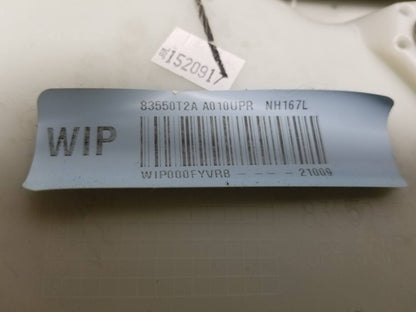 1520917
83550T2A A010UPR NH167L
WIP
WIP000FYVR8 - - - - 21009